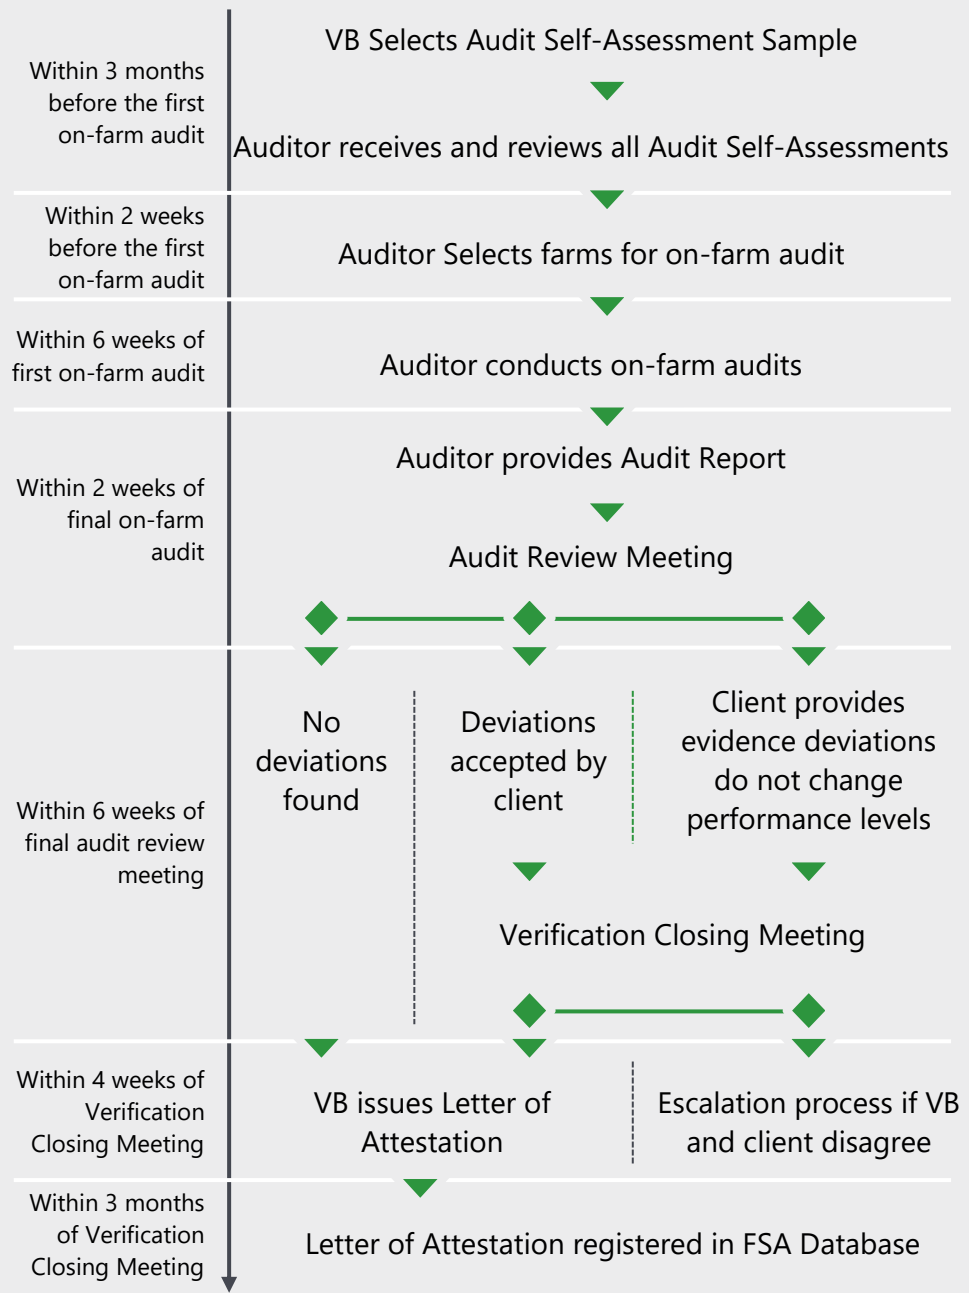 VB Selects Audit Self-Assessment Sample
Within 3 months
before the first
on-farm audit
Auditor receives and reviews all Audit Self-Assessments
Within 2 weeks
before the first
on-farm audit
Auditor Selects farms for on-farm audit
Within 6 weeks of
first on-farm audit
Auditor conducts on-farm audits
Auditor provides Audit Report
Within 2 weeks of
final on-farm
audit
Audit Review Meeting
No
deviations
found
Deviations
accepted by
client
Client provides
evidence deviations
do not change
performance levels
Within 6 weeks of
final audit review
meeting
Verification Closing Meeting
Within 4 weeks of
Verification
Closing Meeting
VB issues Letter of
Attestation
Escalation process if VB
and client disagree
Within 3 months
of Verification
Closing Meeting
Letter of Attestation registered in FSA Database